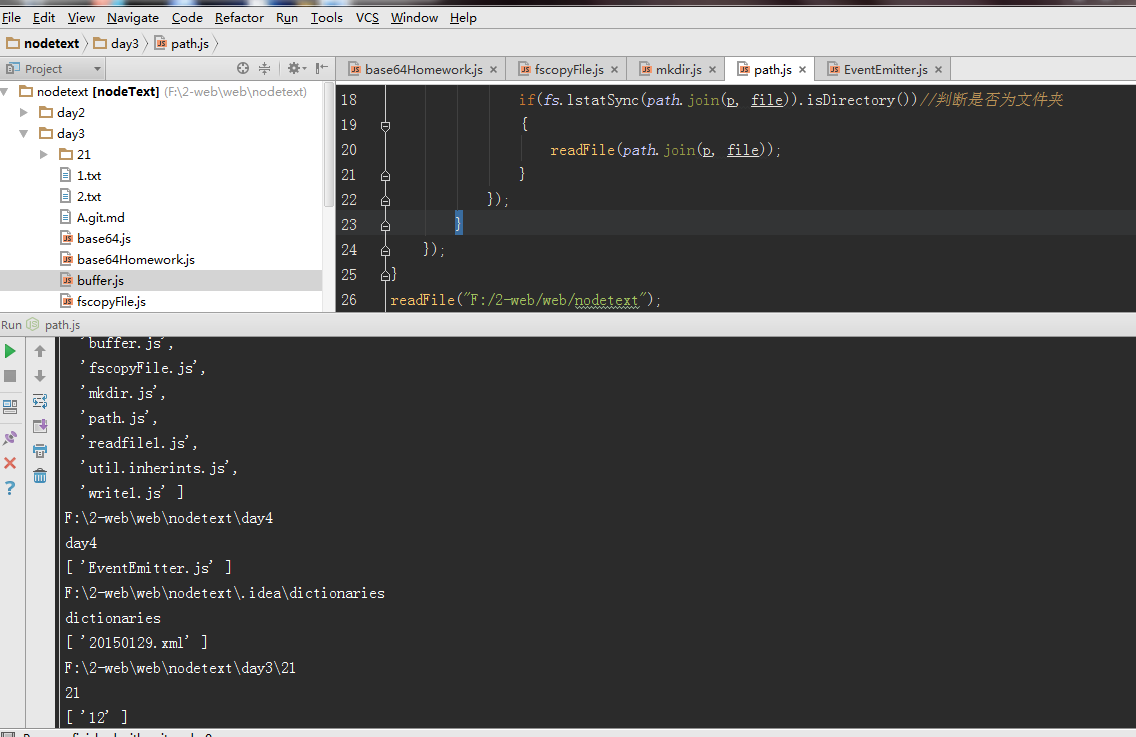 File Edit View Navigate Code Refactor Run Tools VCS Window Help
nodetext day3 path.js
Project
base64Homework.js fscopyFile.js mkdir.js path.js EventEmitter.js
nodetext [nodeText] (F:\2-web\web\nodetext)
day2
day3
21
1.txt
2.txt
A.git.md
base64.js
base64Homework.js
buffer.js
fscopyFile.js
18 if(fs.lstatSync(path.join(p, file)).isDirectory())//判断是否为文件夹
19 {
20 readFile(path.join(p, file));
21 }
22 });
23 }
24 });
25 }
26 readFile("F:/2-web/web/nodetext");
Run path.js
'buffer.js',
'fscopyFile.js',
'mkdir.js',
'path.js',
'readfile1.js',
'util.inherints.js',
'write1.js' ]
F:\2-web\web\nodetext\day4
day4
[ 'EventEmitter.js' ]
F:\2-web\web\nodetext\.idea\dictionaries
dictionaries
[ '20150129.xml' ]
F:\2-web\web\nodetext\day3\21
21
[ '12' ]